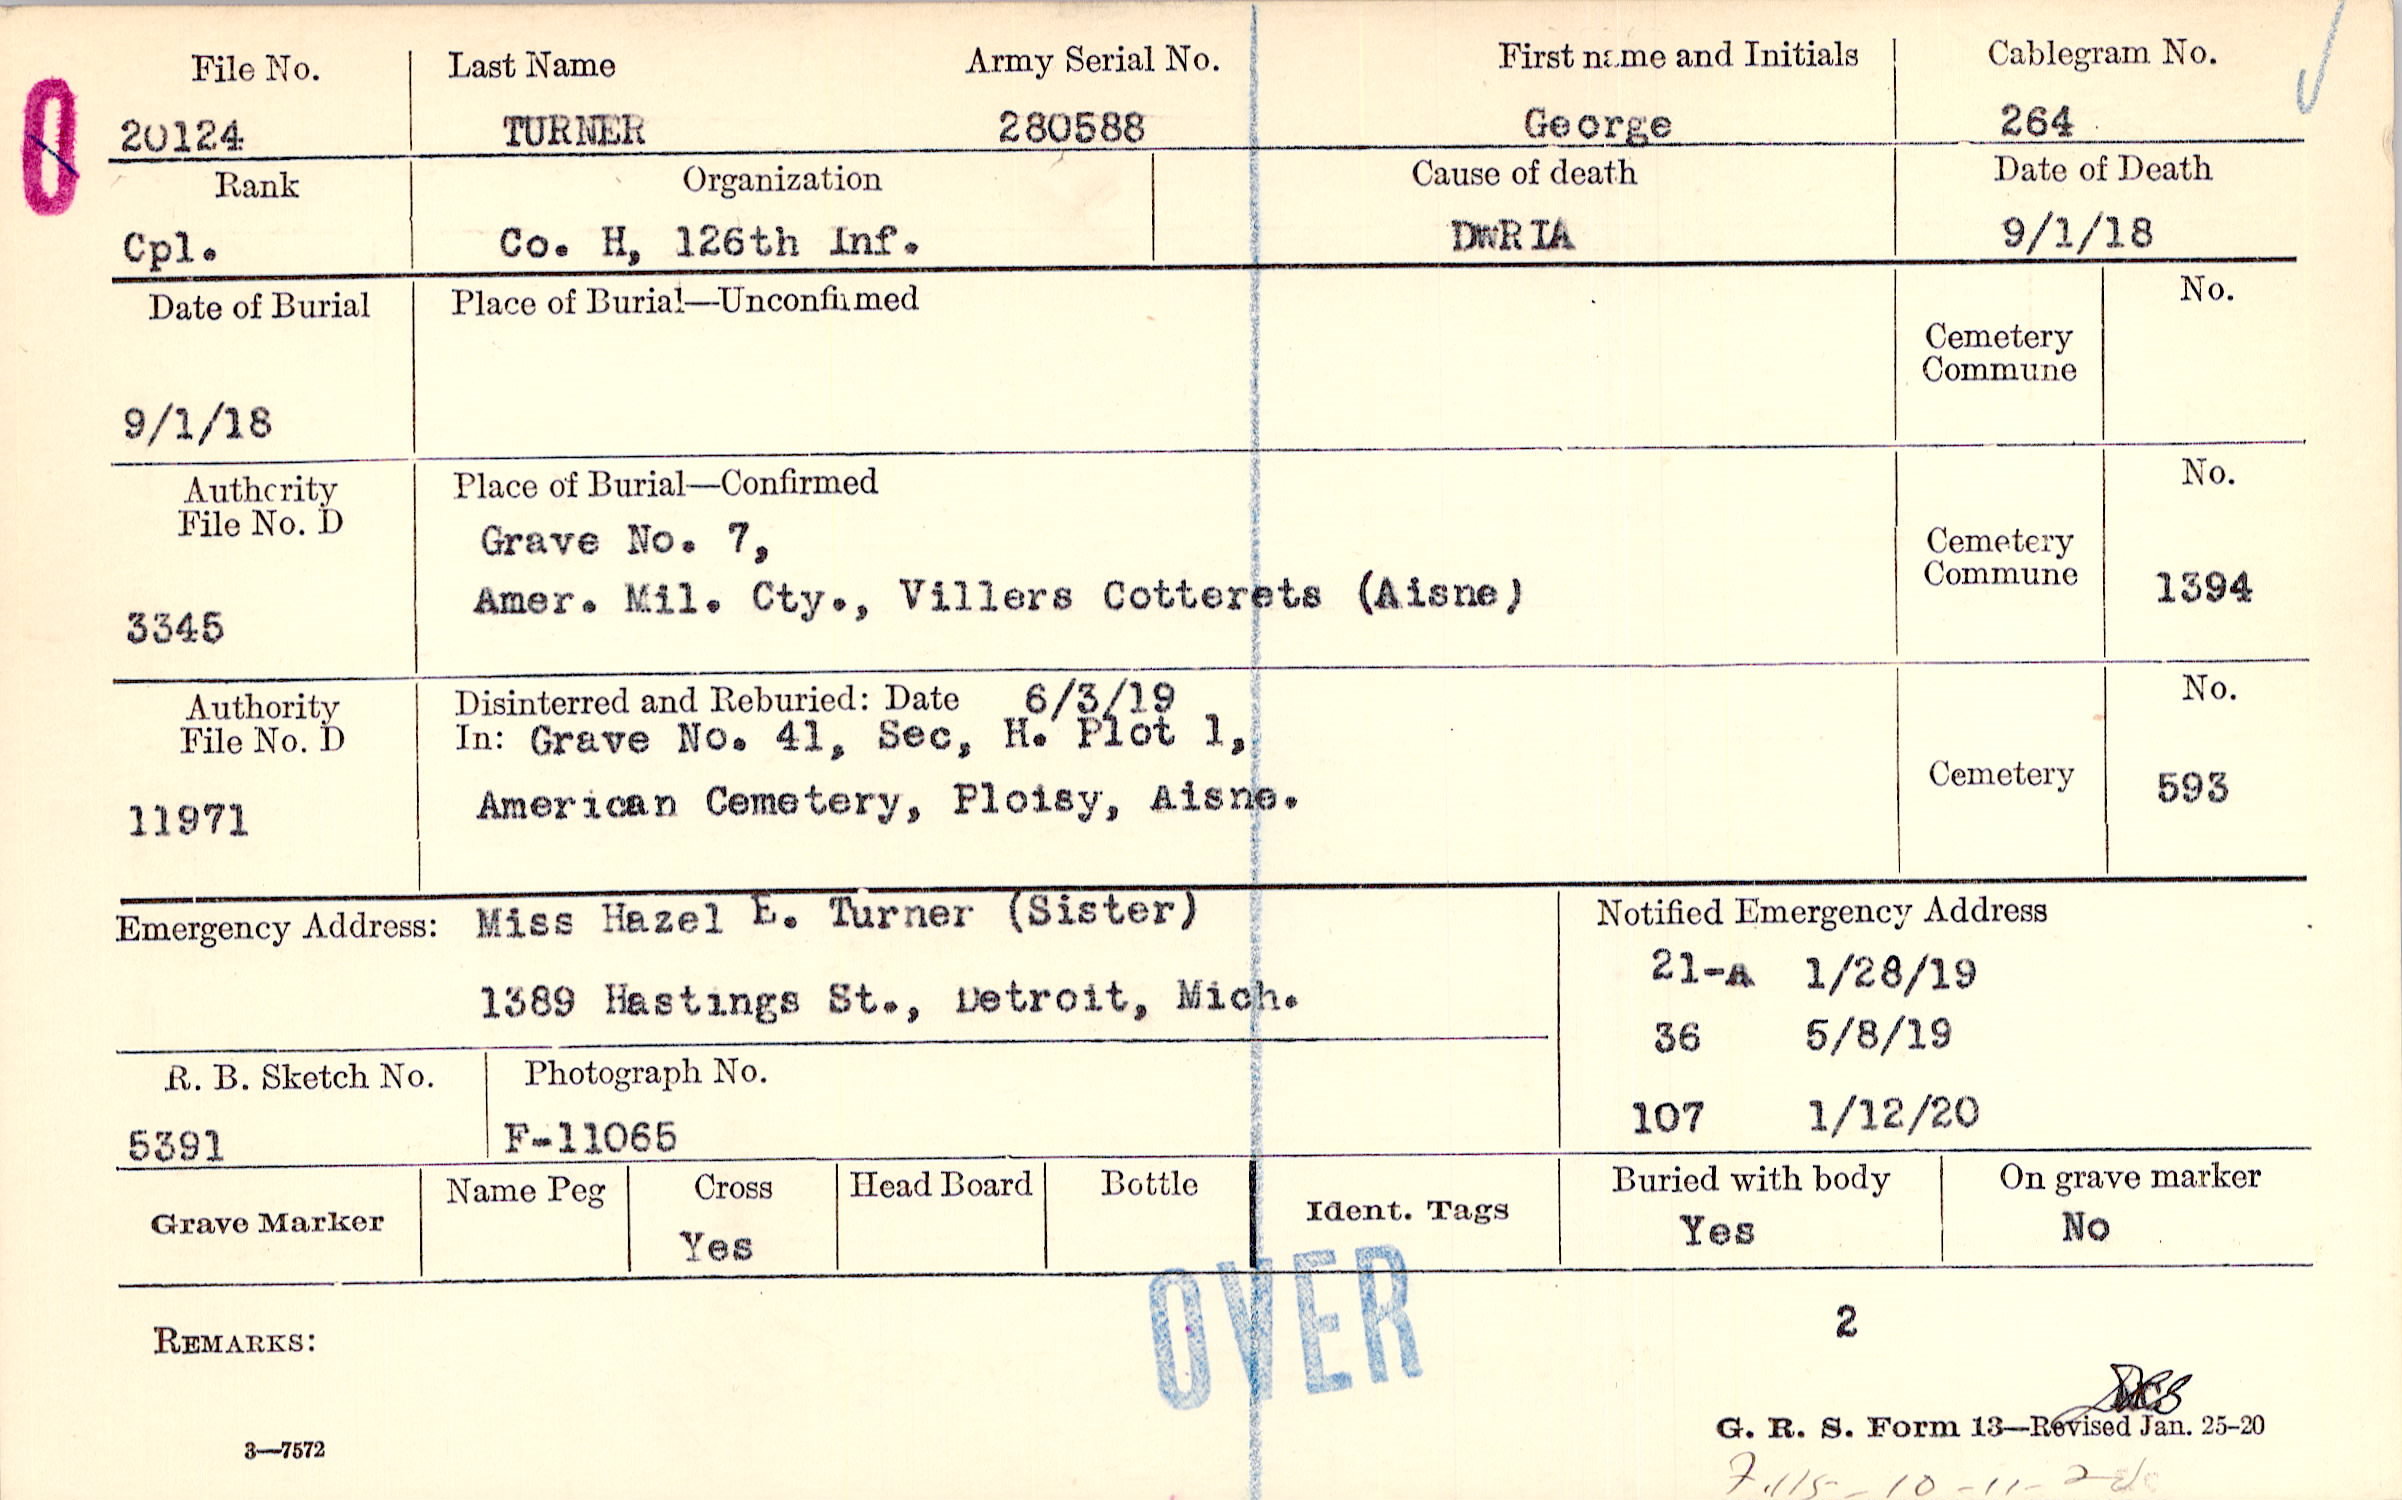 File No. Last Name Army Serial No. First name and Initials Cablegram No.
0 20124 TURNER 280588 George 264
Rank Organization Cause of death Date of Death
Cpl. Co. H, 126th Inf. DWRIA 9/1/18
Date of Burial Place of Burial—Unconfirmed No.
Cemetery
Commune
9/1/18
Authority Place of Burial—Confirmed No.
File No. D
Grave No. 7,
Cemetery
Commune
3345 Amer. Mil. Cty., Villers Cotterets (Aisne) 1394
Authority Disinterred and Reburied: Date 6/3/19 No.
File No. D In: Grave No. 41, Sec, H. Plot 1,
11971 American Cemetery, Ploisy, Aisne. Cemetery 593
Emergency Address: Miss Hazel E. Turner (Sister) Notified Emergency Address
21-A 1/28/19
1389 Hastings St., Detroit, Mich.
36 5/8/19
R. B. Sketch No. Photograph No.
5391 F-11065 107 1/12/20
Grave Marker Name Peg Cross Head Board Bottle Ident. Tags Buried with body On grave marker
Yes Yes No
OVER
2
REMARKS:
G. R. S. Form 13—Revised Jan. 25-20
3—7572